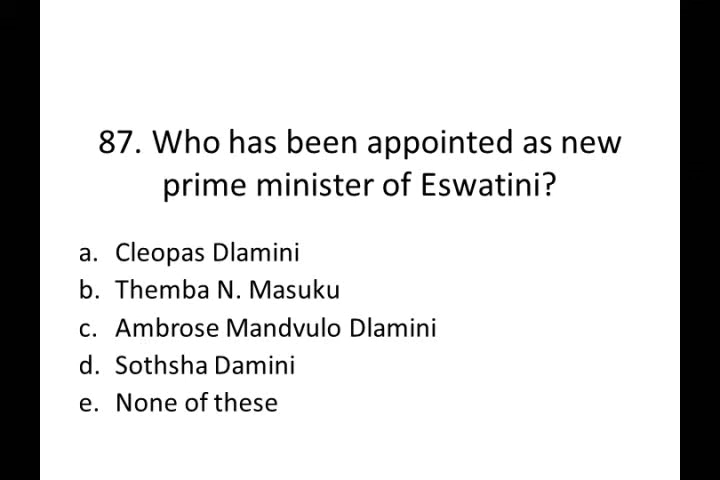 87. Who has been appointed as new
prime minister of Eswatini?
a. Cleopas Dlamini
b. Themba N. Masuku
c. Ambrose Mandvulo Dlamini
d. Sothsha Damini
e. None of these